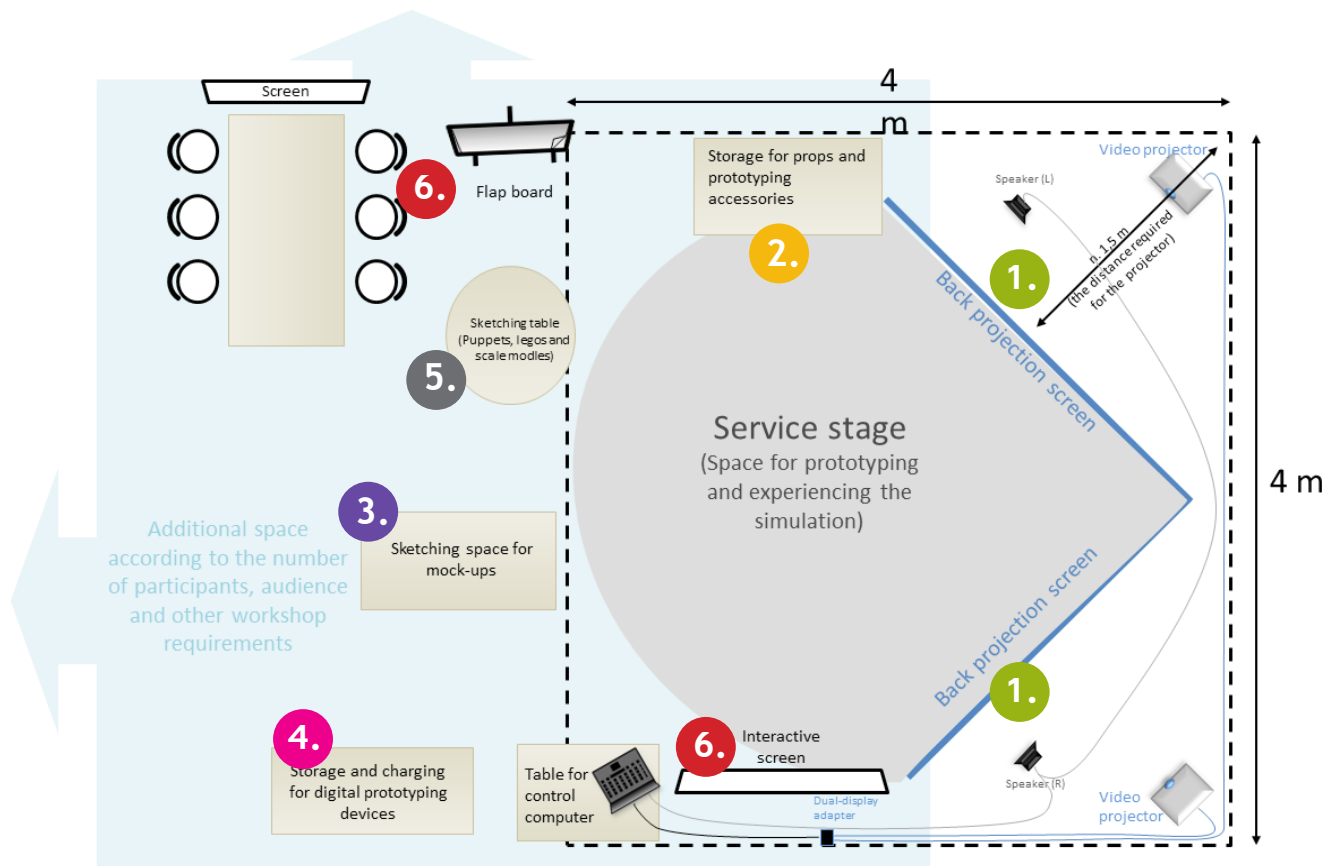 4
m
Screen
Flap board
6.
Storage for props and
prototyping
accessories
2.
Speaker (L)
Video projector
n. 1,5 m
(the distance required
for the projector)
1.
Back projection screen
Sketching table
(Puppets, legos and
scale modles)
5.
Service stage
(Space for prototyping
and experiencing the
simulation)
4 m
3.
Sketching space for
mock-ups
Additional space
according to the number
of participants, audience
and other workshop
requirements
Back projection screen
1.
4.
Storage and charging
for digital prototyping
devices
Table for
control
computer
6.
Interactive
screen
Dual-display
adapter
Speaker (R)
Video
projector